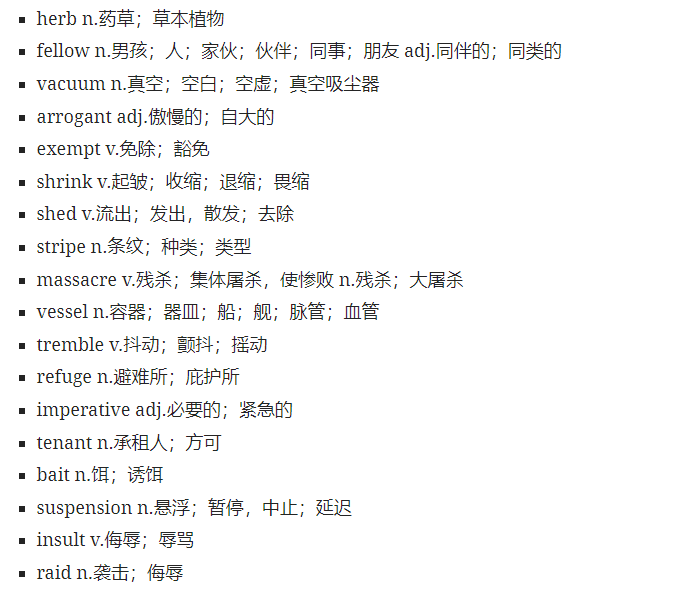 herb n.药草；草本植物
fellow n.男孩；人；家伙；伙伴；同事；朋友 adj.同伴的；同类的
vacuum n.真空；空白；空虚；真空吸尘器
arrogant adj.傲慢的；自大的
exempt v.免除；豁免
shrink v.起皱；收缩；退缩；畏缩
shed v.流出；发出，散发；去除
stripe n.条纹；种类；类型
massacre v.残杀；集体屠杀，使惨败 n.残杀；大屠杀
vessel n.容器；器皿；船；舰；脉管；血管
tremble v.抖动；颤抖；摇动
refuge n.避难所；庇护所
imperative adj.必要的；紧急的
tenant n.承租人；方可
bait n.饵；诱饵
suspension n.悬浮；暂停，中止；延迟
insult v.侮辱；辱骂
raid n.袭击；侮辱